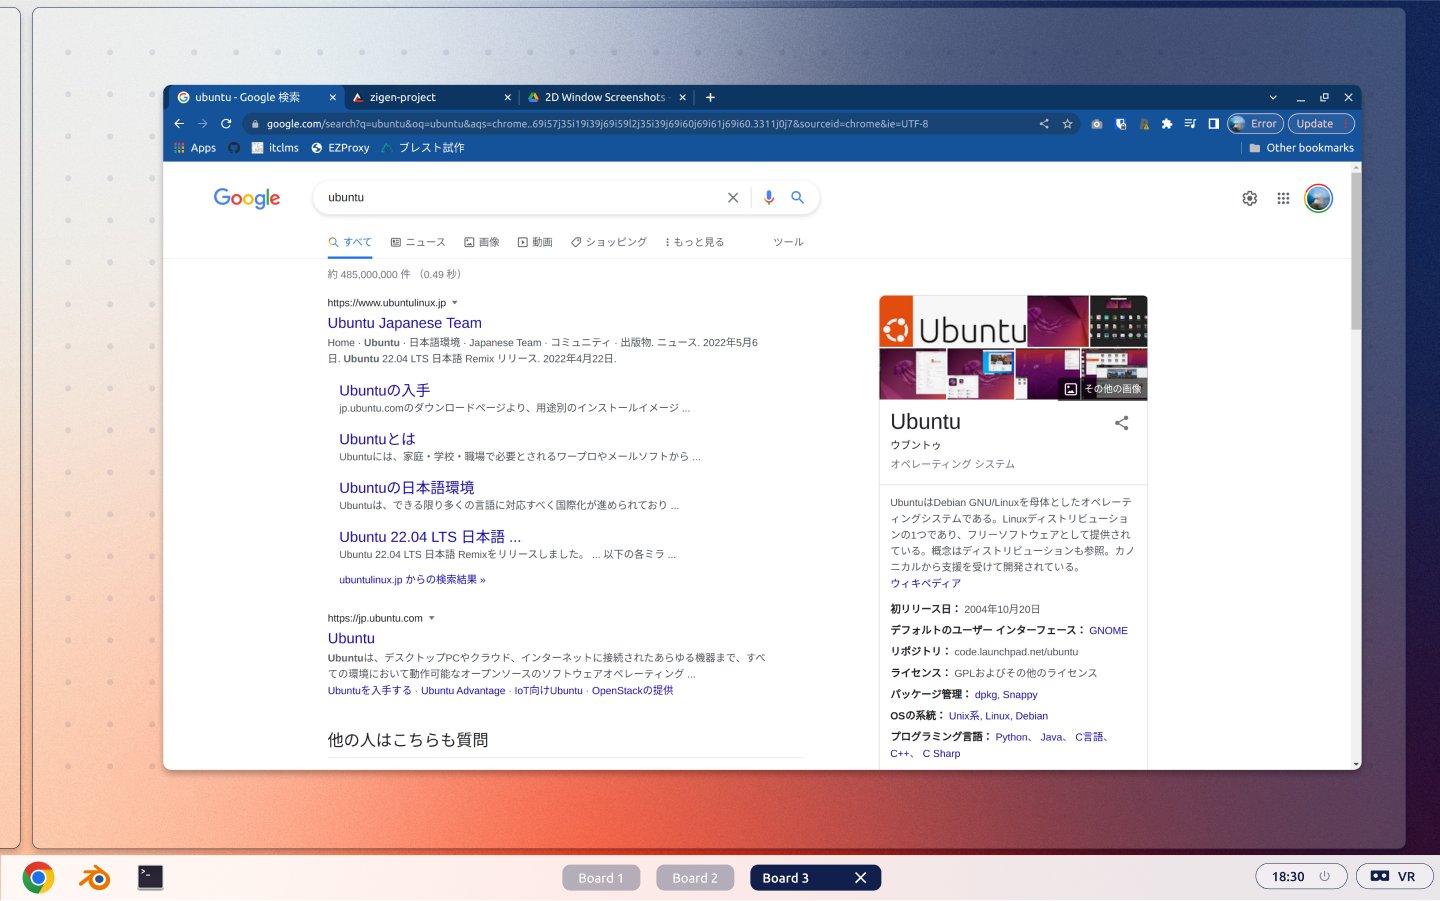 ubuntu - Google 検索
zigen-project
2D Window Screenshots -
google.com/search?q=ubuntu&oq=ubuntu&aqs=chrome..69i57j35i19i39j69i59l2j35i39j69i60j69i61j69i60.3311j0j7&sourceid=chrome&ie=UTF-8
Error
Update
Apps
itclms
EZProxy
ブレスト試作
Other bookmarks
Google
ubuntu
すべて
ニュース
画像
動画
ショッピング
もっと見る
ツール
約 485,000,000 件 （0.49 秒）
https://www.ubuntulinux.jp
Ubuntu Japanese Team
Home · Ubuntu · 日本語環境 · Japanese Team · コミュニティ · 出版物. ニュース. 2022年5月6
日. Ubuntu 22.04 LTS 日本語 Remix リリース. 2022年4月22日.
Ubuntuの入手
jp.ubuntu.comのダウンロードページより、用途別のインストールイメージ ...
Ubuntuとは
Ubuntuには、家庭・学校・職場で必要とされるワープロやメールソフトから ...
Ubuntuの日本語環境
Ubuntuは、できる限り多くの言語に対応すべく国際化が進められており ...
Ubuntu 22.04 LTS 日本語 ...
Ubuntu 22.04 LTS 日本語 Remixをリリースしました。 ... 以下の各ミラ ...
ubuntulinux.jp からの検索結果 »
https://jp.ubuntu.com
Ubuntu
Ubuntuは、デスクトップPCやクラウド、インターネットに接続されたあらゆる機器まで、すべ
ての環境において動作可能なオープンソースのソフトウェアオペレーティング ...
Ubuntuを入手する · Ubuntu Advantage · IoT向けUbuntu · OpenStackの提供
他の人はこちらも質問
Ubuntu
その他の画像
Ubuntu
ウブントゥ
オペレーティング システム
UbuntuはDebian GNU/Linuxを母体としたオペレーテ
ィングシステムである。Linuxディストリビューショ
ンの1つであり、フリーソフトウェアとして提供され
ている。概念はディストリビューションも参照。カノ
ニカルから支援を受けて開発されている。
ウィキペディア
初リリース日： 2004年10月20日
デフォルトのユーザー インターフェース： GNOME
リポジトリ： code.launchpad.net/ubuntu
ライセンス： GPLおよびその他のライセンス
パッケージ管理： dpkg, Snappy
OSの系統： Unix系, Linux, Debian
プログラミング言語： Python、 Java、 C言語、
C++、 C Sharp
Board 1
Board 2
Board 3
18:30
VR